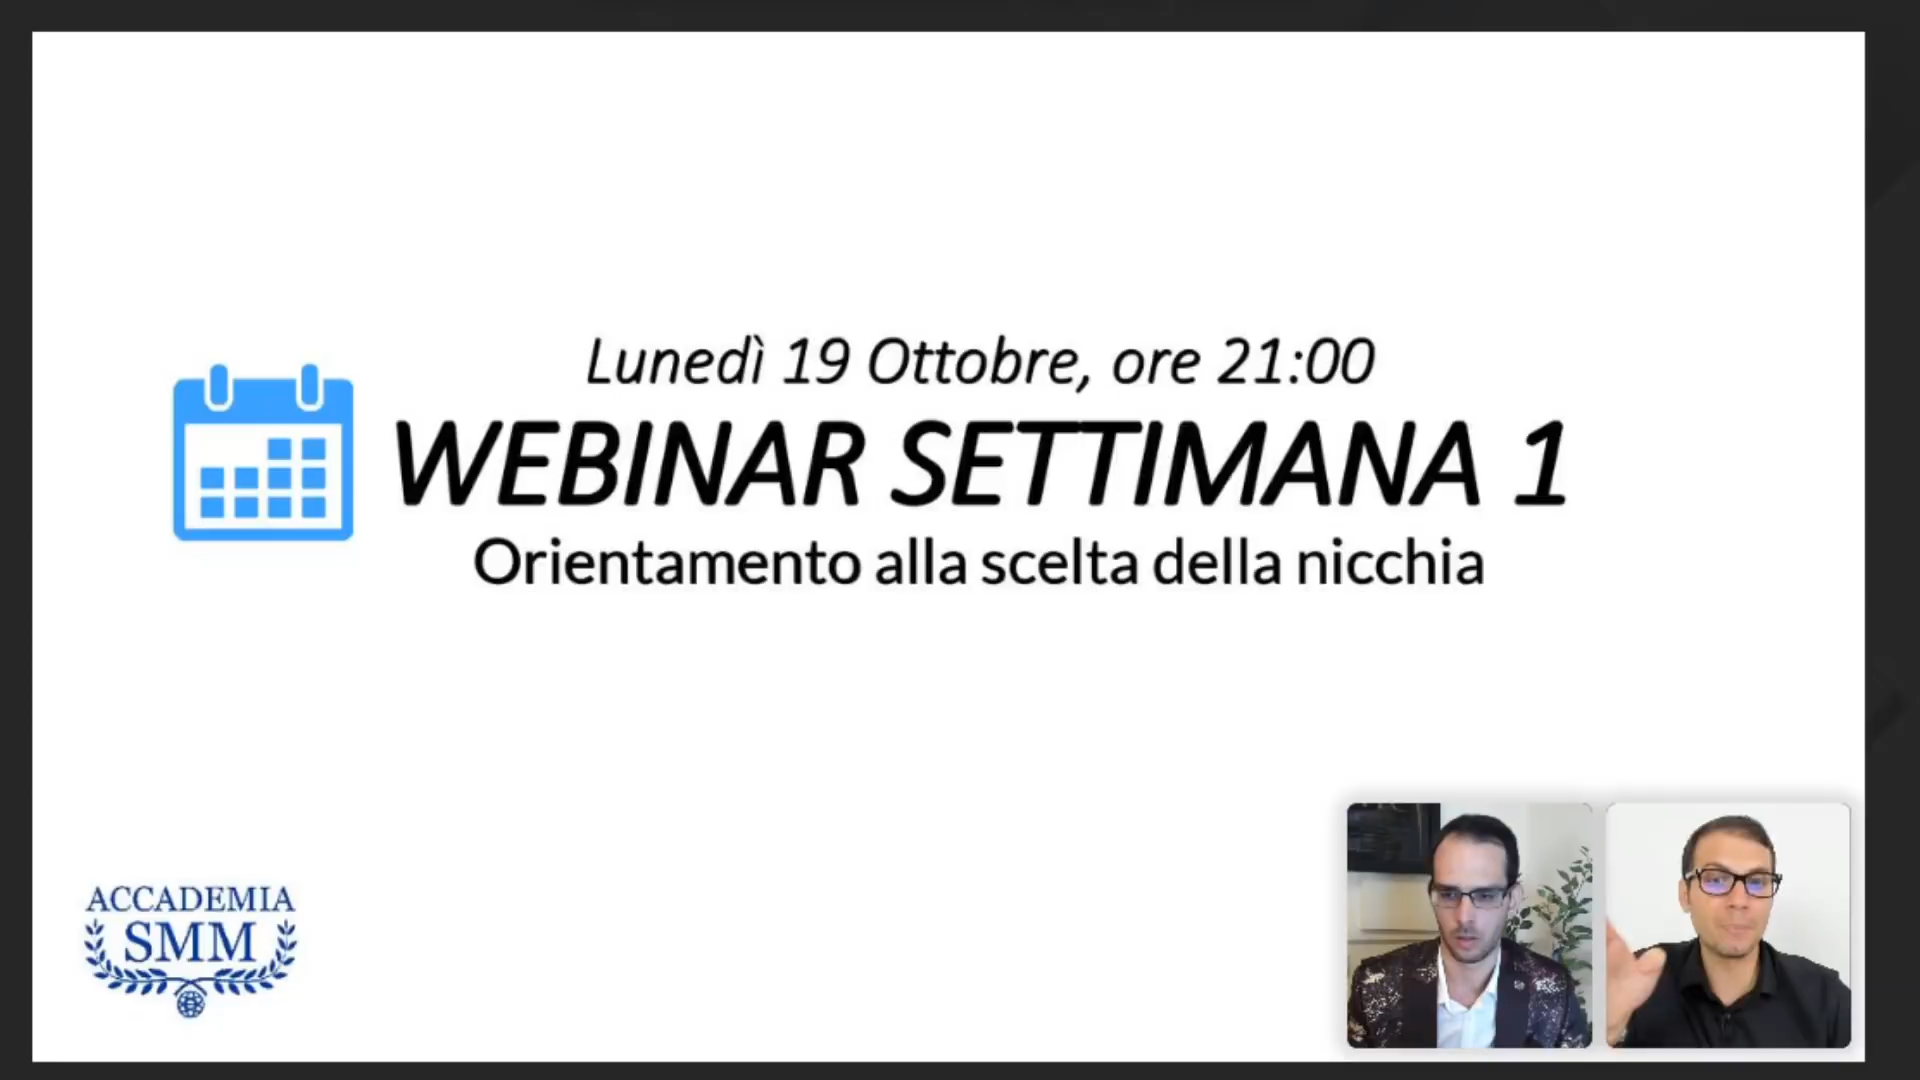 Lunedì 19 Ottobre, ore 21:00
WEBINAR SETTIMANA 1
Orientamento alla scelta della nicchia
ACCADEMIA
SMM